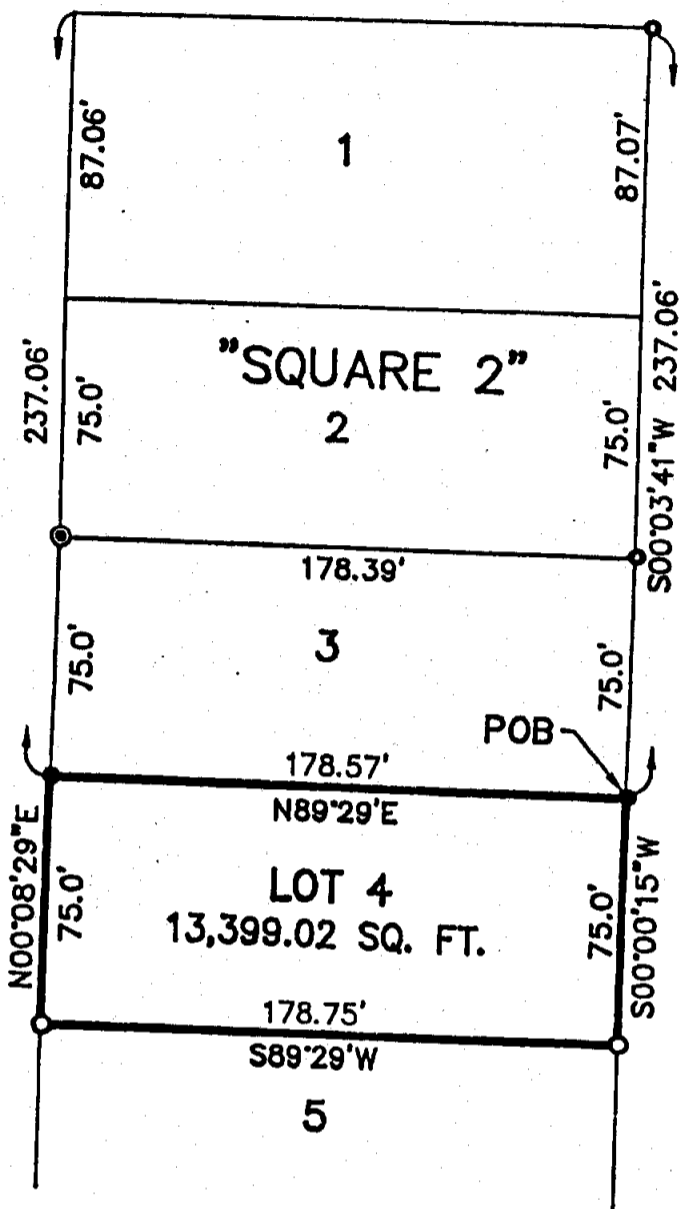 87.06'
1
87.07'
237.06'
75.0'
"SQUARE 2"
2
75.0'
S00°03'41"W 237.06'
178.39'
75.0'
3
75.0'
POB
178.57'
N89°29'E
N00°08'29"E
75.0'
LOT 4
13,399.02 SQ. FT.
75.0'
S00°00'15"W
178.75'
S89°29'W
5